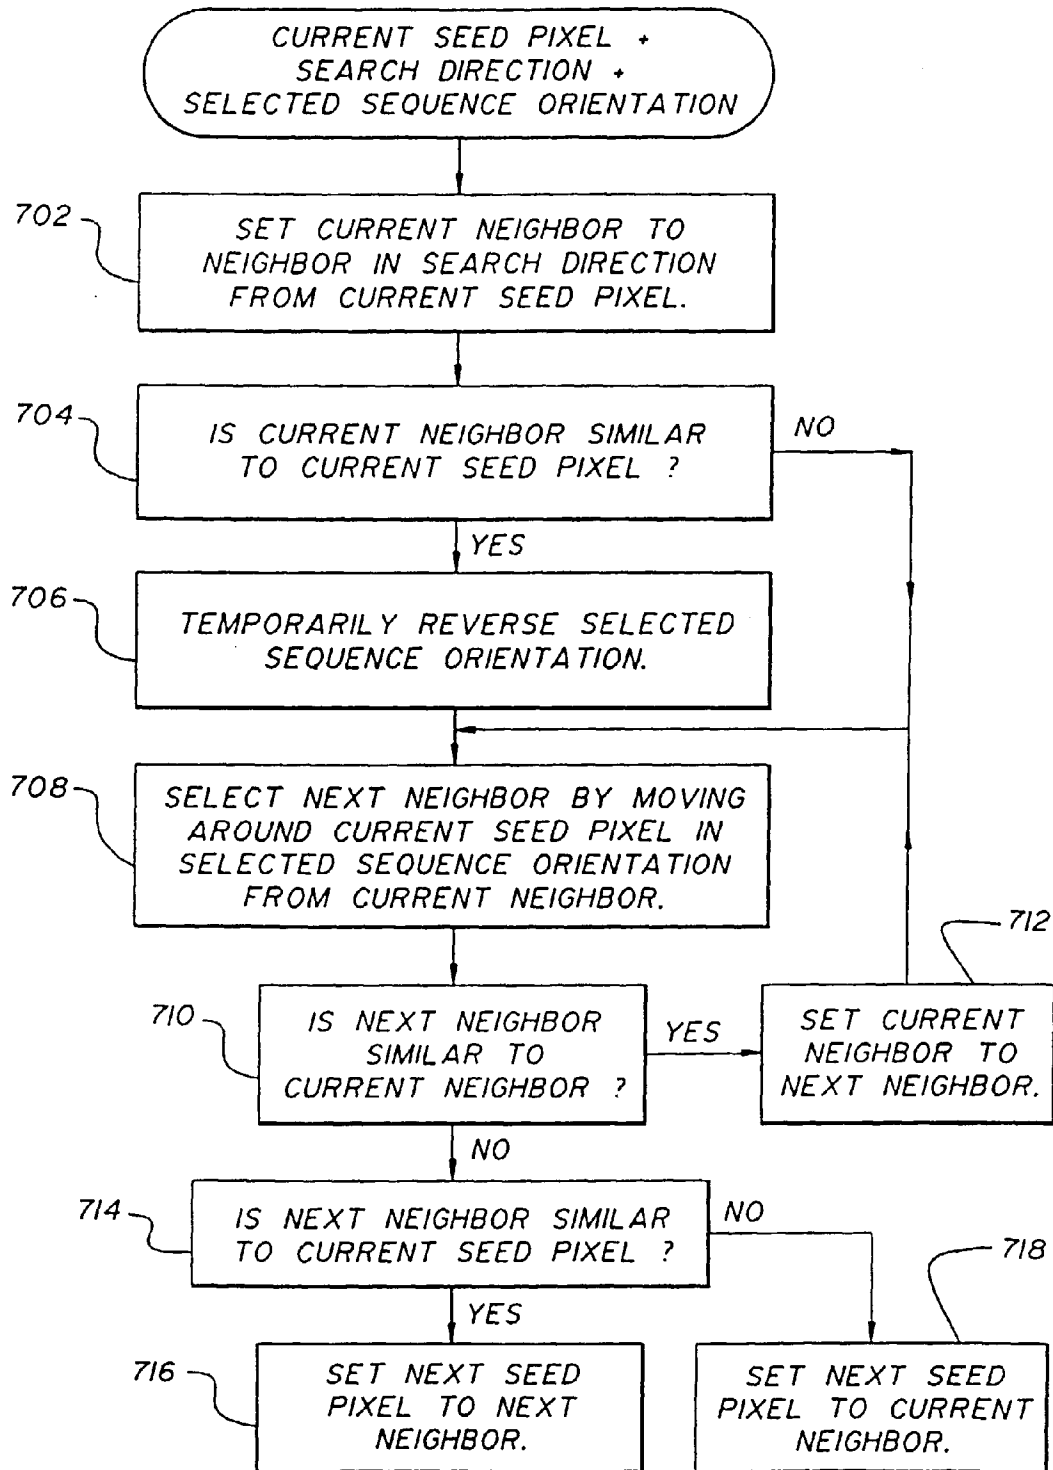 CURRENT SEED PIXEL +
SEARCH DIRECTION +
SELECTED SEQUENCE ORIENTATION
702
SET CURRENT NEIGHBOR TO
NEIGHBOR IN SEARCH DIRECTION
FROM CURRENT SEED PIXEL.
704
IS CURRENT NEIGHBOR SIMILAR
TO CURRENT SEED PIXEL ?
NO
YES
706
TEMPORARILY REVERSE SELECTED
SEQUENCE ORIENTATION.
708
SELECT NEXT NEIGHBOR BY MOVING
AROUND CURRENT SEED PIXEL IN
SELECTED SEQUENCE ORIENTATION
FROM CURRENT NEIGHBOR.
710
IS NEXT NEIGHBOR
SIMILAR TO
CURRENT NEIGHBOR ?
YES
712
SET CURRENT
NEIGHBOR TO
NEXT NEIGHBOR.
NO
714
IS NEXT NEIGHBOR SIMILAR
TO CURRENT SEED PIXEL ?
NO
YES
716
SET NEXT SEED
PIXEL TO NEXT
NEIGHBOR.
718
SET NEXT SEED
PIXEL TO CURRENT
NEIGHBOR.